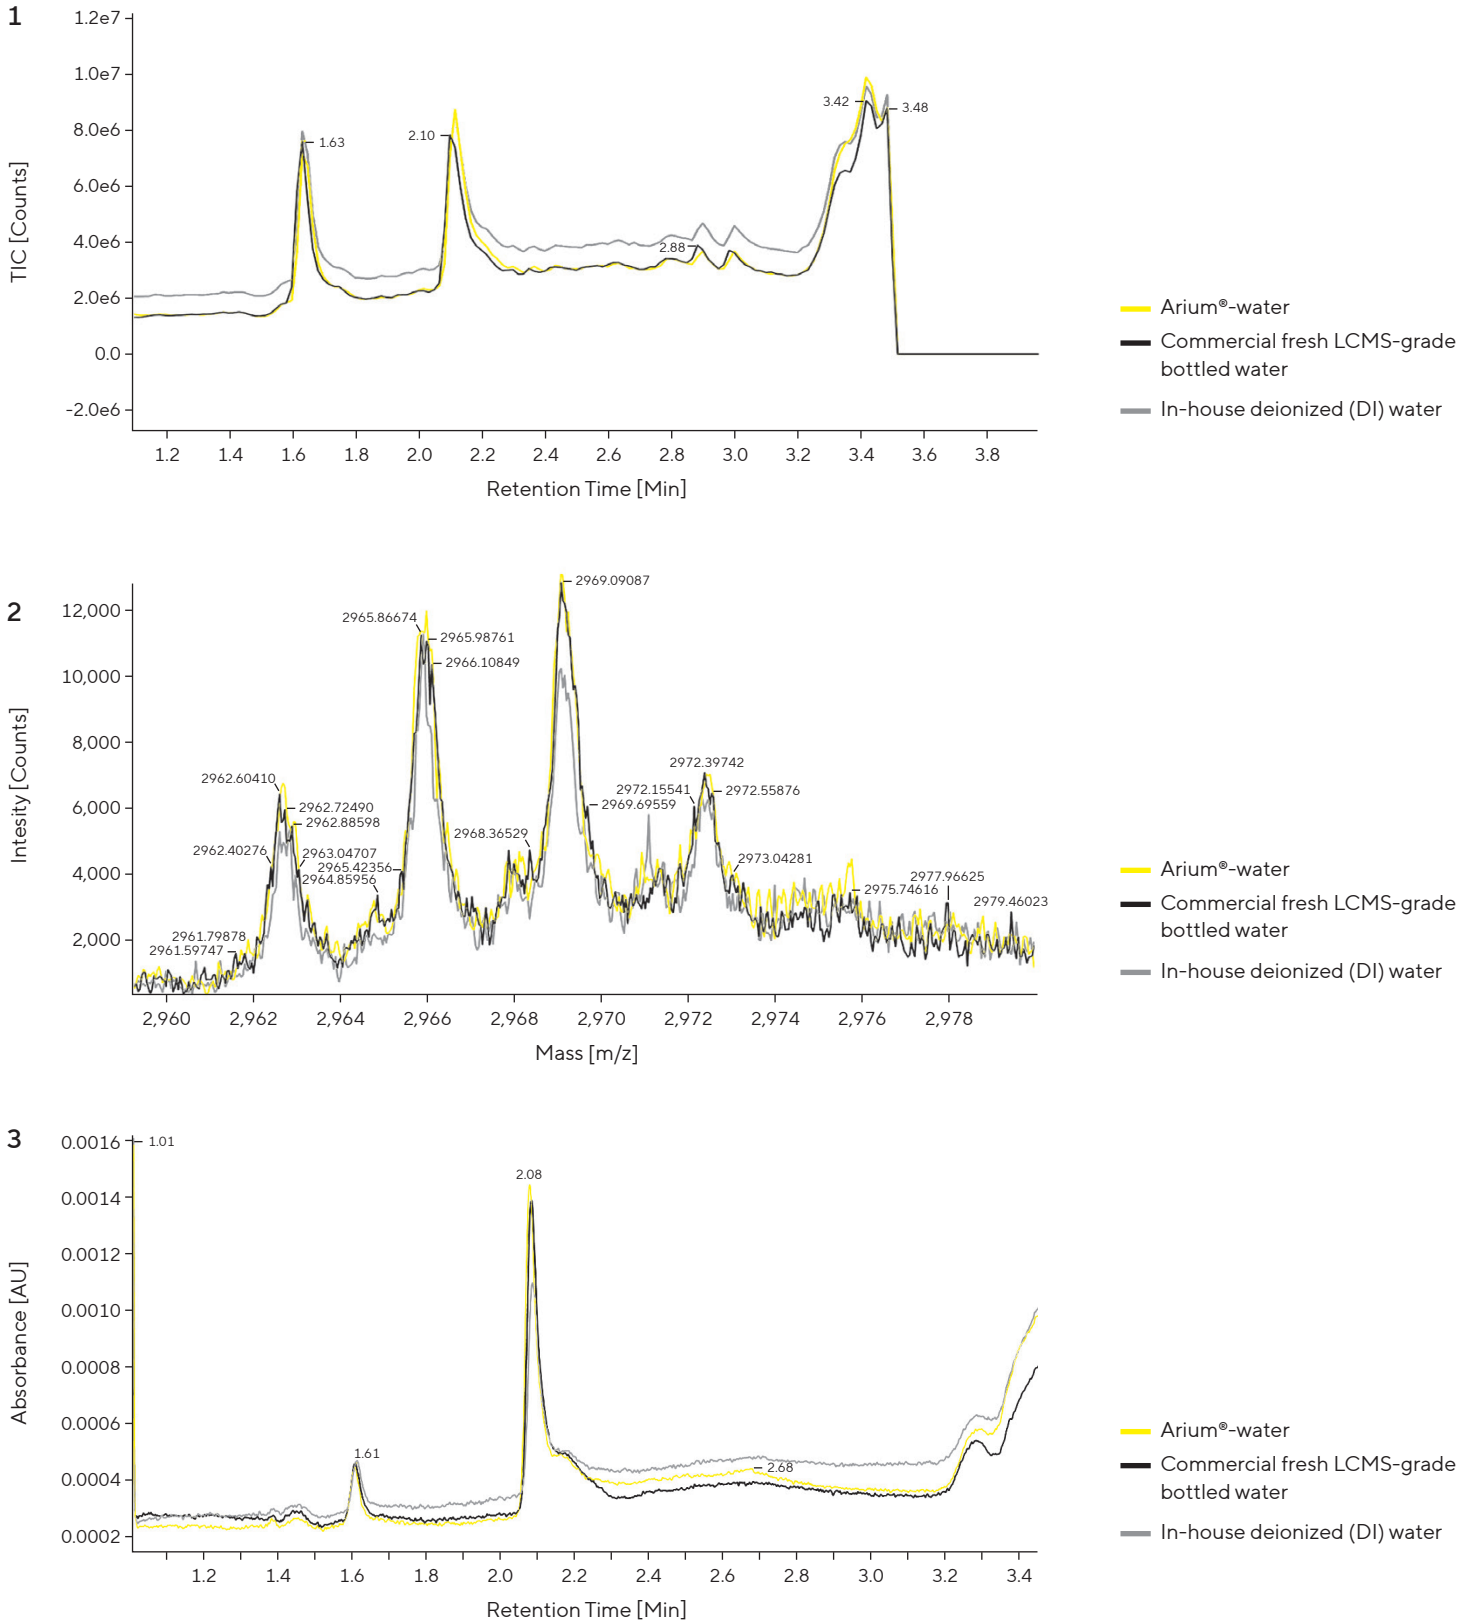 1
1.2e7
1.0e7
8.0e6
6.0e6
4.0e6
2.0e6
0.0
-2.0e6
TIC [Counts]
1.63
2.10
2.88
3.42
3.48
1.2 1.4 1.6 1.8 2.0 2.2 2.4 2.6 2.8 3.0 3.2 3.4 3.6 3.8
Retention Time [Min]
Arium®-water
Commercial fresh LCMS-grade
bottled water
In-house deionized (DI) water
2
12,000
10,000
8,000
6,000
4,000
2,000
Intesity [Counts]
2961.59747
2961.79878
2962.40276
2962.60410
2962.72490
2962.88598
2963.04707
2964.85956
2965.42356
2965.86674
2965.98761
2966.10849
2968.36529
2969.09087
2969.69559
2972.15541
2972.39742
2972.55876
2973.04281
2975.74616
2977.96625
2979.46023
2,960 2,962 2,964 2,966 2,968 2,970 2,972 2,974 2,976 2,978
Mass [m/z]
Arium®-water
Commercial fresh LCMS-grade
bottled water
In-house deionized (DI) water
3
0.0016
0.0014
0.0012
0.0010
0.0008
0.0006
0.0004
0.0002
Absorbance [AU]
1.01
1.61
2.08
2.68
1.2 1.4 1.6 1.8 2.0 2.2 2.4 2.6 2.8 3.0 3.2 3.4
Retention Time [Min]
Arium®-water
Commercial fresh LCMS-grade
bottled water
In-house deionized (DI) water